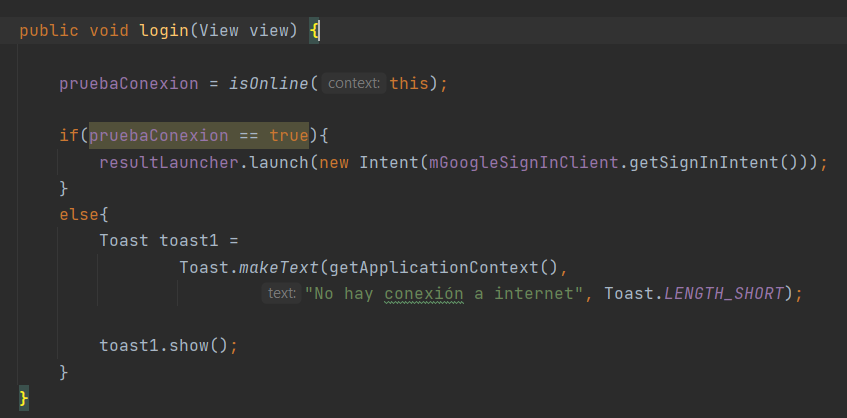 public void login(View view) {
pruebaConexion = isOnline( context: this);
if(pruebaConexion == true){
resultLauncher.launch(new Intent(mGoogleSignInClient.getSignInIntent()));
}
else{
Toast toast1 =
Toast.makeText(getApplicationContext(),
text: "No hay conexión a internet", Toast.LENGTH_SHORT);
toast1.show();
}
}